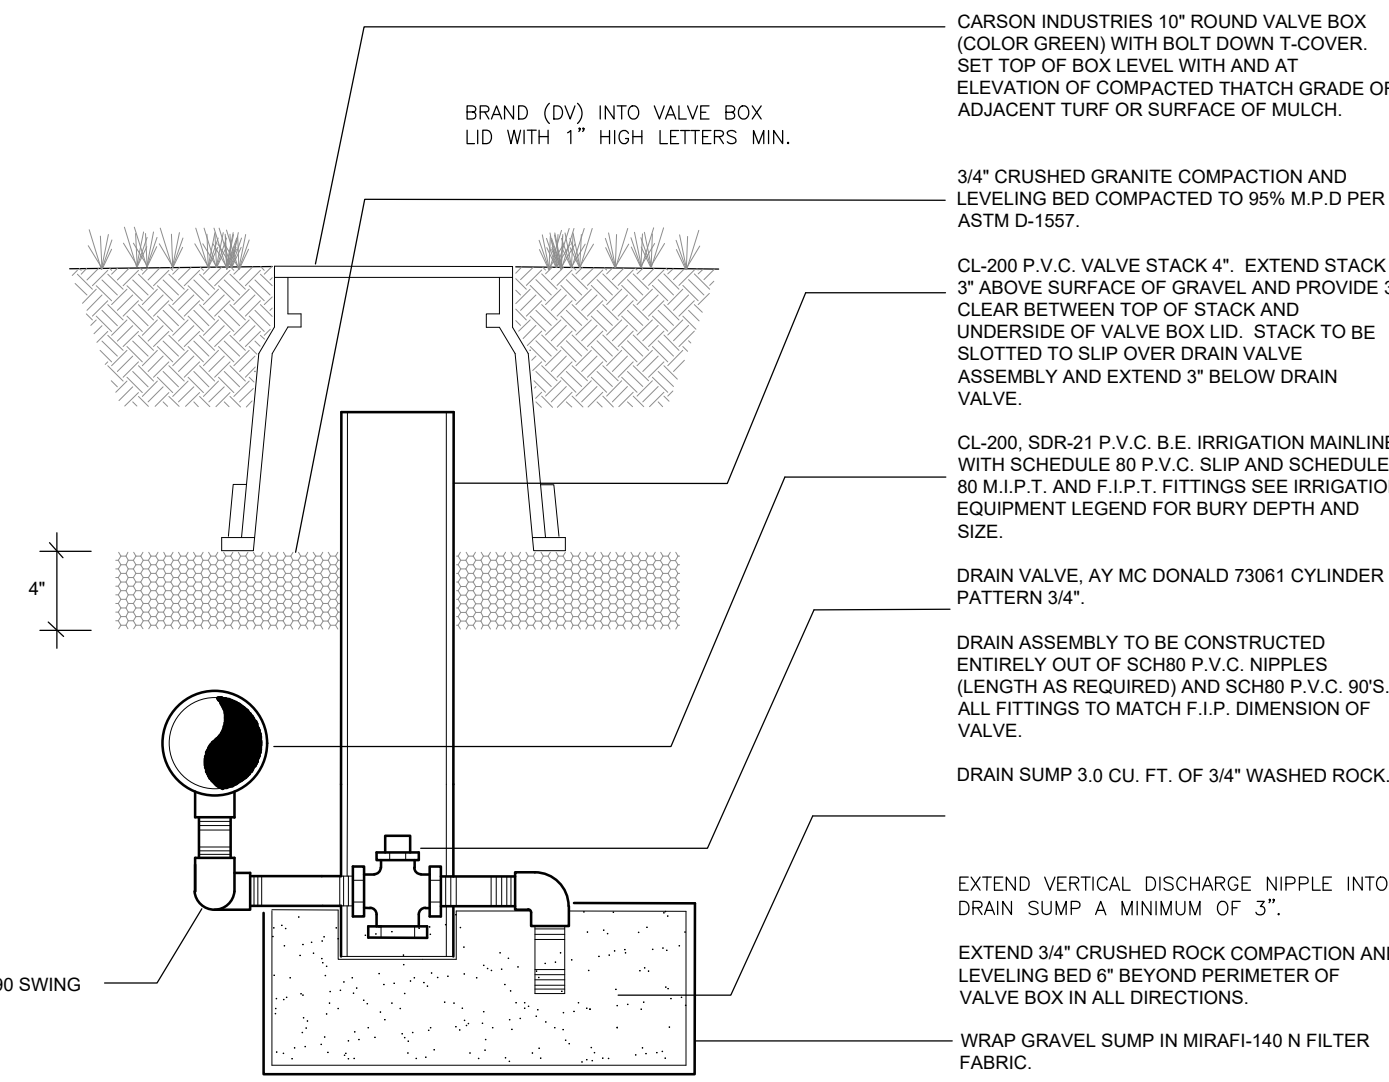 CARSON INDUSTRIES 10" ROUND VALVE BOX
(COLOR GREEN) WITH BOLT DOWN T-COVER.
SET TOP OF BOX LEVEL WITH AND AT
ELEVATION OF COMPACTED THATCH GRADE OF
ADJACENT TURF OR SURFACE OF MULCH.
BRAND (DV) INTO VALVE BOX
LID WITH 1” HIGH LETTERS MIN.
3/4" CRUSHED GRANITE COMPACTION AND
LEVELING BED COMPACTED TO 95% M.P.D PER
ASTM D-1557.
CL-200 P.V.C. VALVE STACK 4". EXTEND STACK
3" ABOVE SURFACE OF GRAVEL AND PROVIDE 3
CLEAR BETWEEN TOP OF STACK AND
UNDERSIDE OF VALVE BOX LID. STACK TO BE
SLOTTED TO SLIP OVER DRAIN VALVE
ASSEMBLY AND EXTEND 3" BELOW DRAIN
VALVE.
CL-200, SDR-21 P.V.C. B.E. IRRIGATION MAINLINE
WITH SCHEDULE 80 P.V.C. SLIP AND SCHEDULE
80 M.I.P.T. AND F.I.P.T. FITTINGS SEE IRRIGATION
EQUIPMENT LEGEND FOR BURY DEPTH AND
SIZE.
4"
DRAIN VALVE, AY MC DONALD 73061 CYLINDER
PATTERN 3/4".
DRAIN ASSEMBLY TO BE CONSTRUCTED
ENTIRELY OUT OF SCH80 P.V.C. NIPPLES
(LENGTH AS REQUIRED) AND SCH80 P.V.C. 90'S.
ALL FITTINGS TO MATCH F.I.P. DIMENSION OF
VALVE.
DRAIN SUMP 3.0 CU. FT. OF 3/4" WASHED ROCK.
EXTEND VERTICAL DISCHARGE NIPPLE INTO
DRAIN SUMP A MINIMUM OF 3”.
EXTEND 3/4" CRUSHED ROCK COMPACTION AND
LEVELING BED 6" BEYOND PERIMETER OF
VALVE BOX IN ALL DIRECTIONS.
90 SWING
WRAP GRAVEL SUMP IN MIRAFI-140 N FILTER
FABRIC.